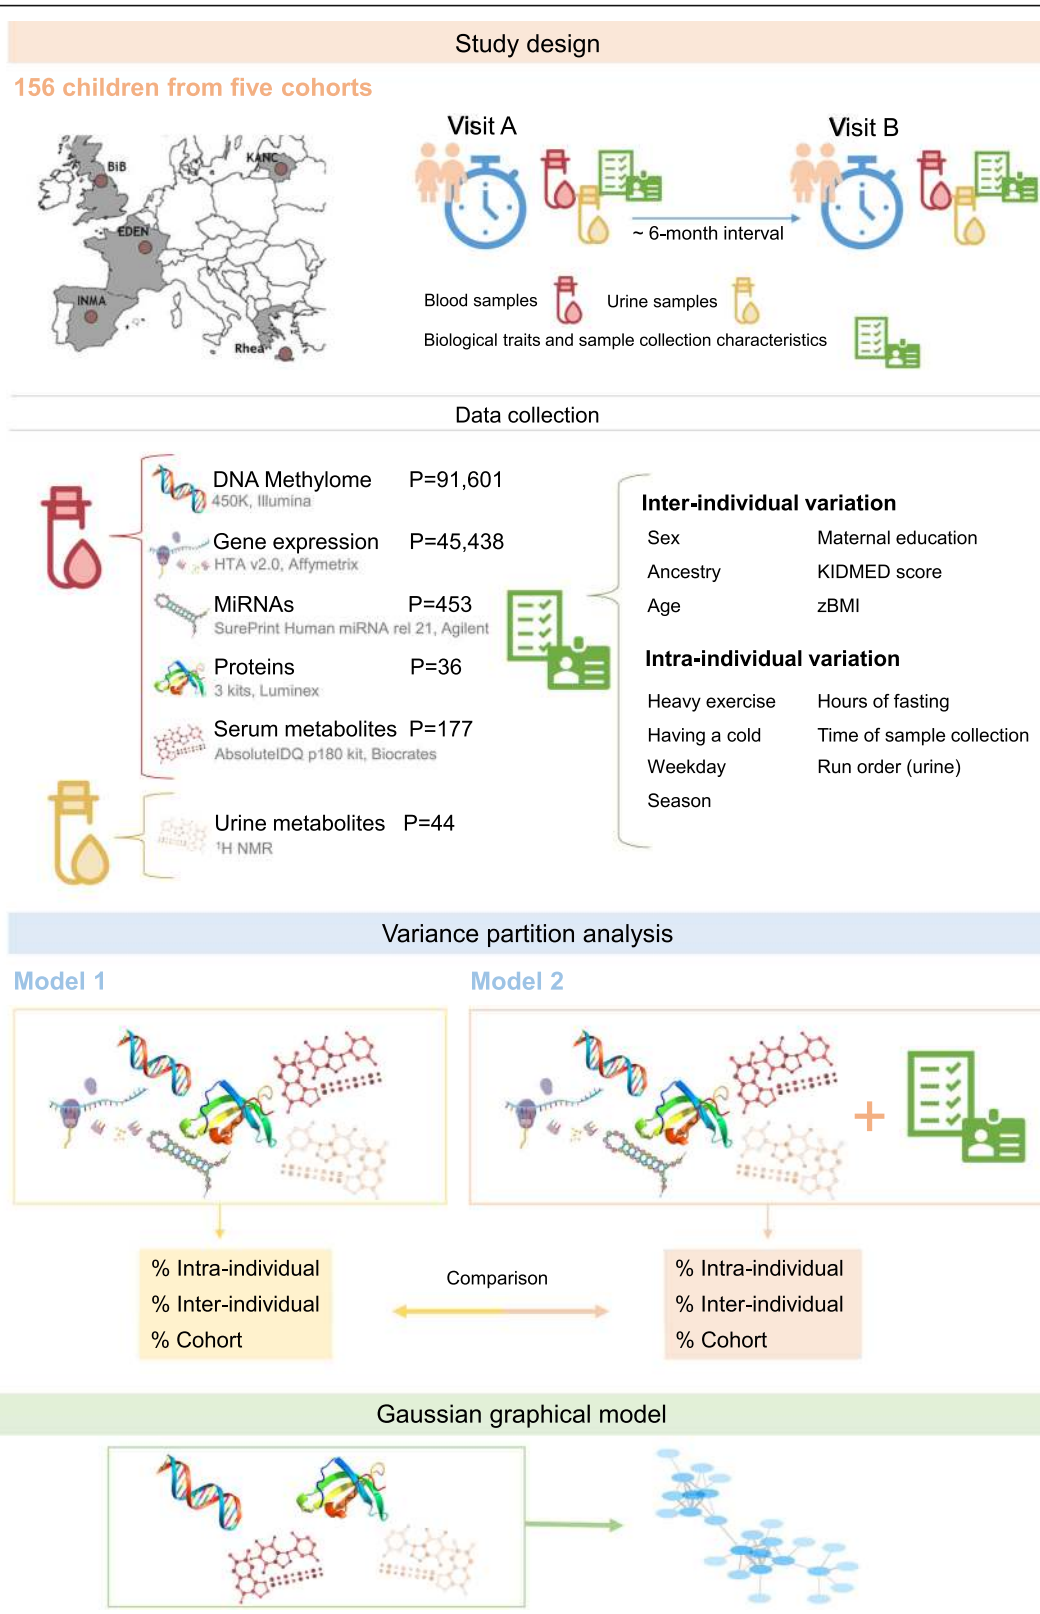 Study design
156 children from five cohorts
BiB
KANC
EDEN
INMA
Rhea
Visit A
Visit B
~ 6-month interval
Blood samples
Urine samples
Biological traits and sample collection characteristics
Data collection
DNA Methylome P=91,601
450K, Illumina
Gene expression P=45,438
HTA v2.0, Affymetrix
MiRNAs P=453
SurePrint Human miRNA rel 21, Agilent
Proteins P=36
3 kits, Luminex
Serum metabolites P=177
AbsoluteIDQ p180 kit, Biocrates
Urine metabolites P=44
¹H NMR
Inter-individual variation
Sex Maternal education
Ancestry KIDMED score
Age zBMI
Intra-individual variation
Heavy exercise Hours of fasting
Having a cold Time of sample collection
Weekday Run order (urine)
Season
Variance partition analysis
Model 1
Model 2
+
% Intra-individual
% Inter-individual
% Cohort
Comparison
% Intra-individual
% Inter-individual
% Cohort
Gaussian graphical model